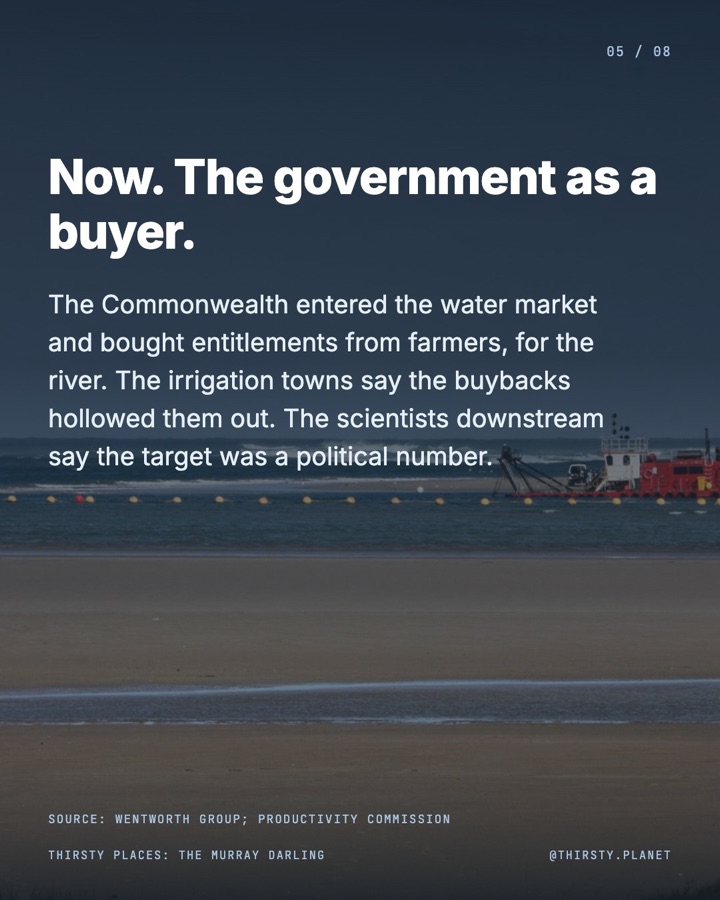 05 / 08
Now. The government as a
buyer.
The Commonwealth entered the water market
and bought entitlements from farmers, for the
river. The irrigation towns say the buybacks
hollowed them out. The scientists downstream
say the target was a political number.
SOURCE: WENTWORTH GROUP; PRODUCTIVITY COMMISSION
THIRSTY PLACES: THE MURRAY DARLING
@THIRSTY.PLANET